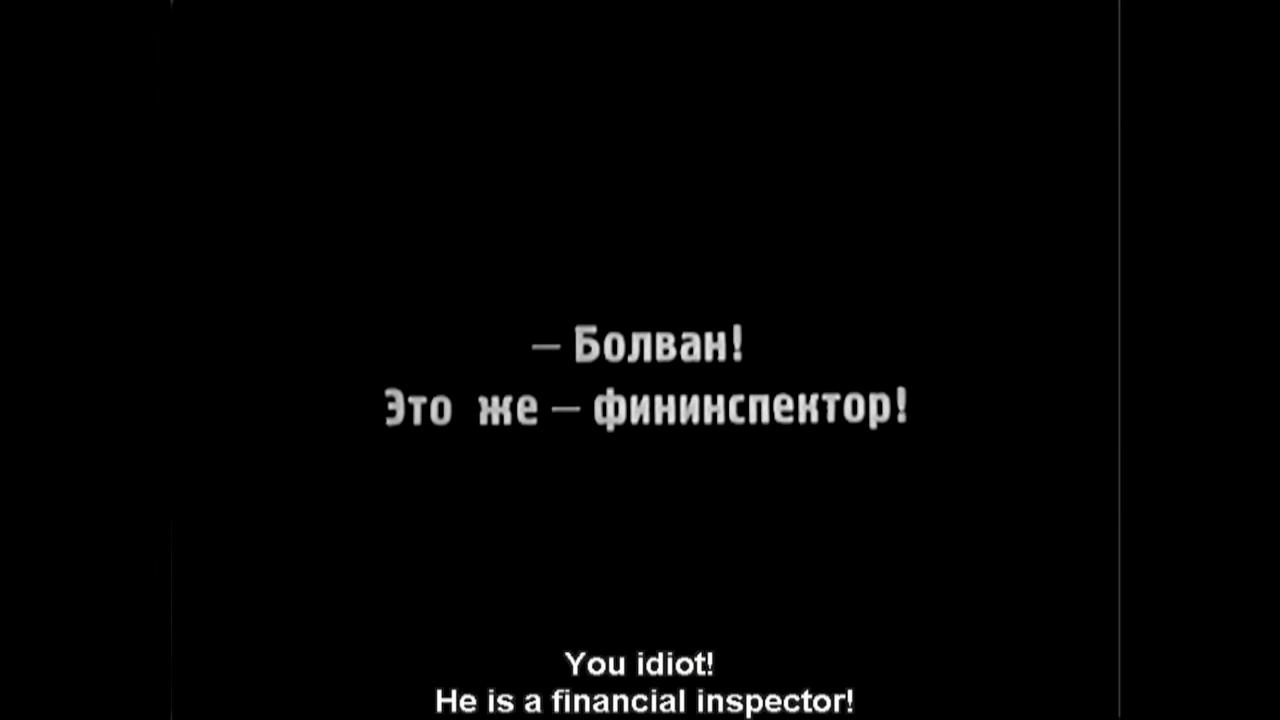 — Болван!
Это же — фининспектор!
You idiot!
He is a financial inspector!